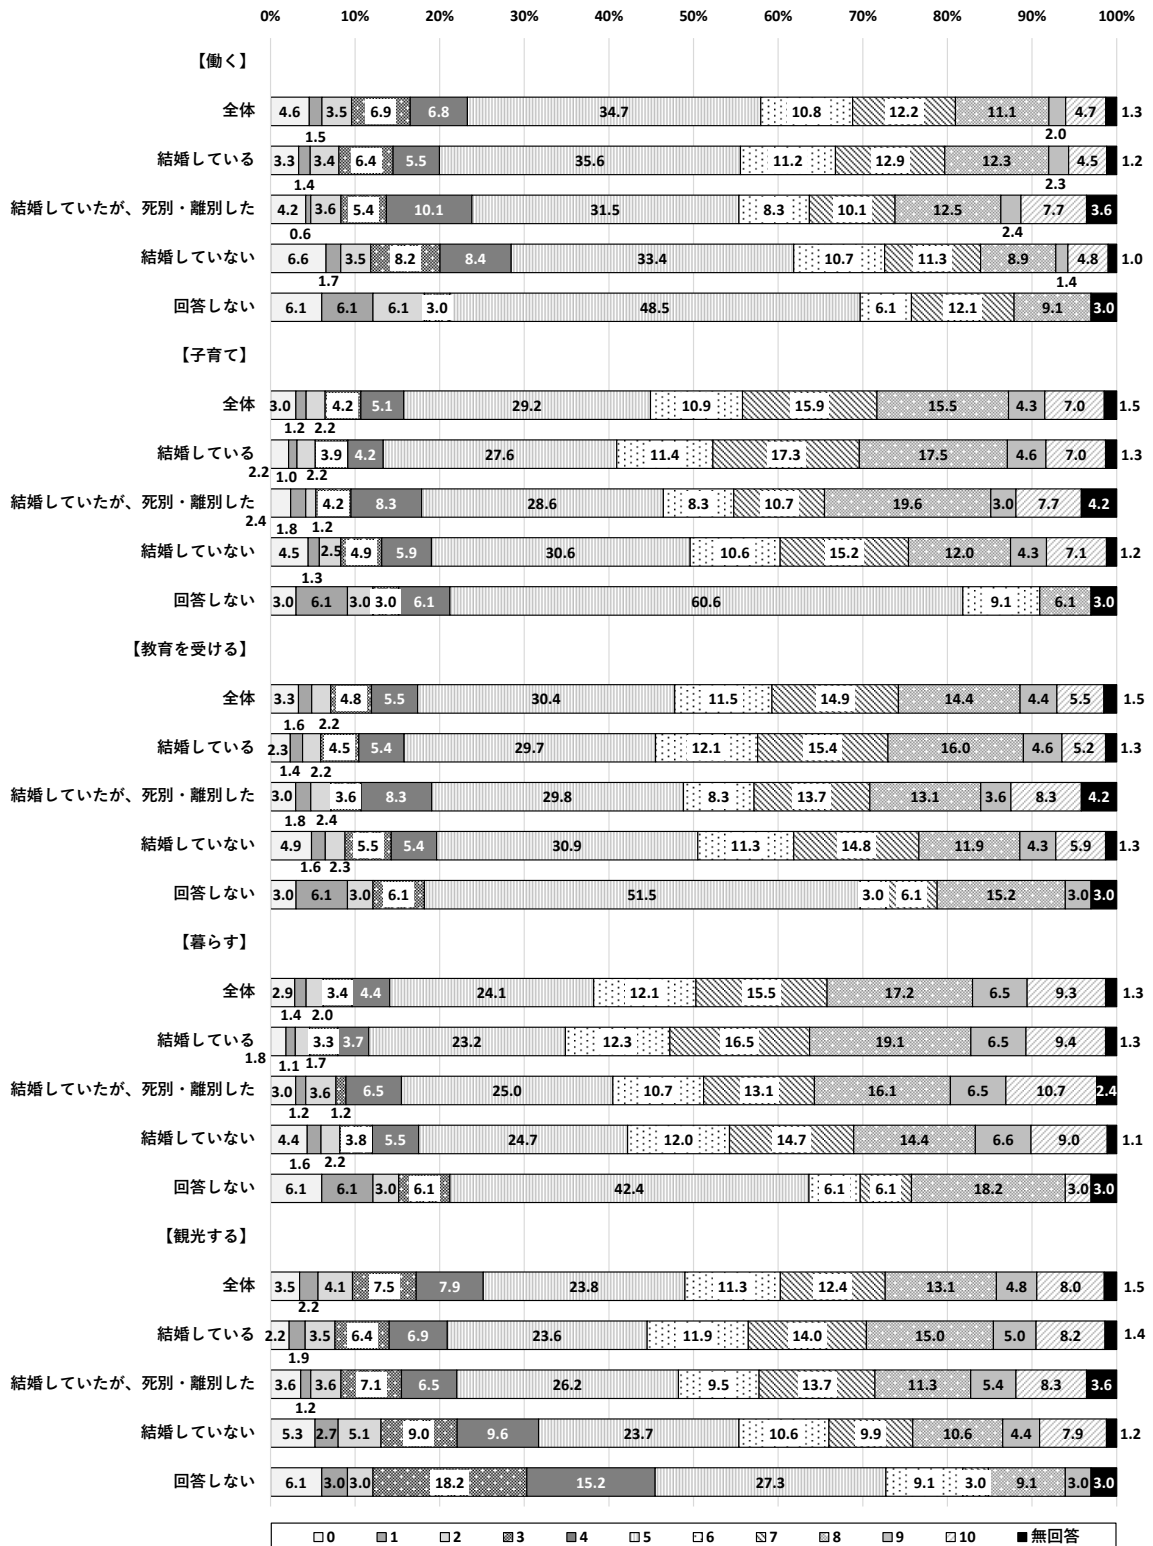 0% 10% 20% 30% 40% 50% 60% 70% 80% 90% 100%
【働く】
全体 4.6 1.5 3.5 6.9 6.8 34.7 10.8 12.2 11.1 2.0 4.7 1.3
結婚している 3.3 1.4 3.4 6.4 5.5 35.6 11.2 12.9 12.3 2.3 4.5 1.2
結婚していたが、死別・離別した 4.2 0.6 3.6 5.4 10.1 31.5 8.3 10.1 12.5 2.4 7.7 3.6
結婚していない 6.6 1.7 3.5 8.2 8.4 33.4 10.7 11.3 8.9 1.4 4.8 1.0
回答しない 6.1 6.1 6.1 3.0 48.5 6.1 12.1 9.1 3.0
【子育て】
全体 3.0 1.2 2.2 4.2 5.1 29.2 10.9 15.9 15.5 4.3 7.0 1.5
結婚している 2.2 1.0 2.2 3.9 4.2 27.6 11.4 17.3 17.5 4.6 7.0 1.3
結婚していたが、死別・離別した 2.4 1.8 1.2 4.2 8.3 28.6 8.3 10.7 19.6 3.0 7.7 4.2
結婚していない 4.5 1.3 2.5 4.9 5.9 30.6 10.6 15.2 12.0 4.3 7.1 1.2
回答しない 3.0 6.1 3.0 3.0 6.1 60.6 9.1 6.1 3.0
【教育を受ける】
全体 3.3 1.6 2.2 4.8 5.5 30.4 11.5 14.9 14.4 4.4 5.5 1.5
結婚している 2.3 1.4 2.2 4.5 5.4 29.7 12.1 15.4 16.0 4.6 5.2 1.3
結婚していたが、死別・離別した 3.0 1.8 2.4 3.6 8.3 29.8 8.3 13.7 13.1 3.6 8.3 4.2
結婚していない 4.9 1.6 2.3 5.5 5.4 30.9 11.3 14.8 11.9 4.3 5.9 1.3
回答しない 3.0 6.1 3.0 6.1 51.5 3.0 6.1 15.2 3.0 3.0
【暮らす】
全体 2.9 1.4 2.0 3.4 4.4 24.1 12.1 15.5 17.2 6.5 9.3 1.3
結婚している 1.8 1.1 1.7 3.3 3.7 23.2 12.3 16.5 19.1 6.5 9.4 1.3
結婚していたが、死別・離別した 3.0 1.2 3.6 1.2 6.5 25.0 10.7 13.1 16.1 6.5 10.7 2.4
結婚していない 4.4 1.6 2.2 3.8 5.5 24.7 12.0 14.7 14.4 6.6 9.0 1.1
回答しない 6.1 6.1 3.0 6.1 42.4 6.1 6.1 18.2 3.0 3.0
【観光する】
全体 3.5 2.2 4.1 7.5 7.9 23.8 11.3 12.4 13.1 4.8 8.0 1.5
結婚している 2.2 1.9 3.5 6.4 6.9 23.6 11.9 14.0 15.0 5.0 8.2 1.4
結婚していたが、死別・離別した 3.6 1.2 3.6 7.1 6.5 26.2 9.5 13.7 11.3 5.4 8.3 3.6
結婚していない 5.3 2.7 5.1 9.0 9.6 23.7 10.6 9.9 10.6 4.4 7.9 1.2
回答しない 6.1 3.0 3.0 18.2 15.2 27.3 9.1 3.0 9.1 3.0 3.0
0 1 2 3 4 5 6 7 8 9 10 無回答